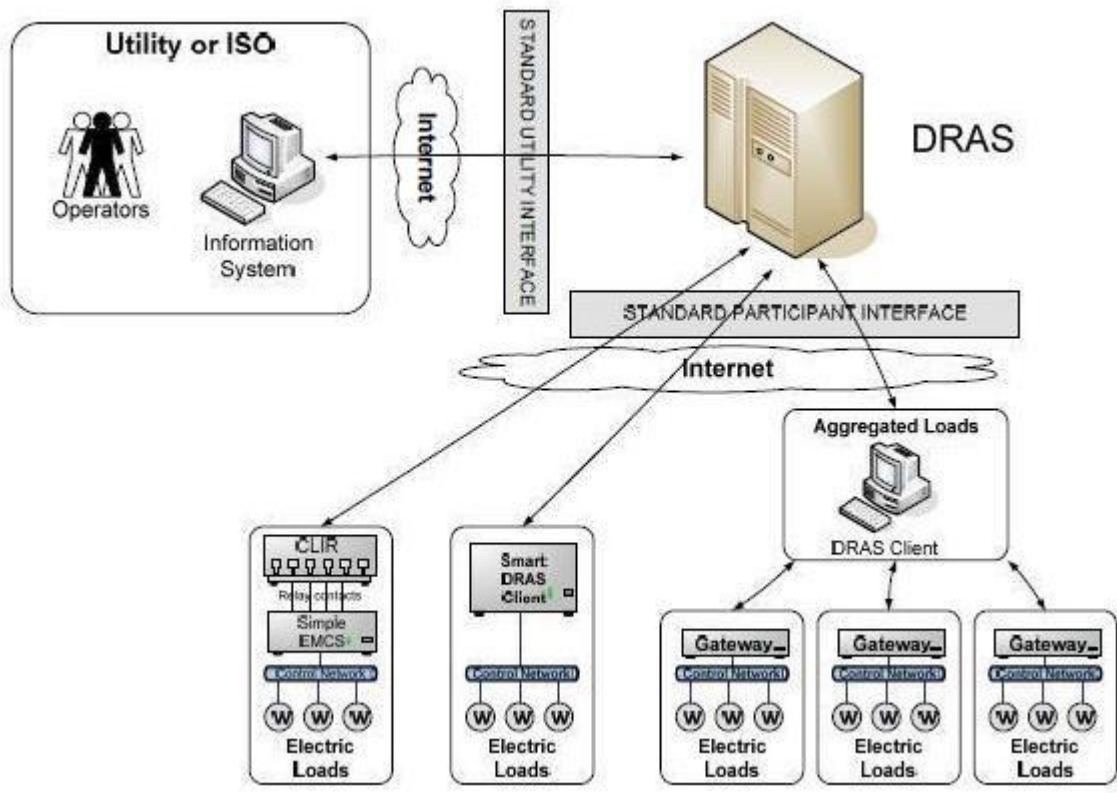 Utility or ISO
Operators
Information
System
Internet
STANDARD UTILITY INTERFACE
DRAS
STANDARD PARTICIPANT INTERFACE
Internet
Aggregated Loads
DRAS Client
CLIR
Relay contacts
Simple
EMCS
Control Network
W W W
Electric
Loads
Smart
DRAS
Client
Control Network
W W W
Electric
Loads
Gateway
Control Network
W W W
Electric
Loads
Gateway
Control Network
W W W
Electric
Loads
Gateway
Control Network
W W W
Electric
Loads